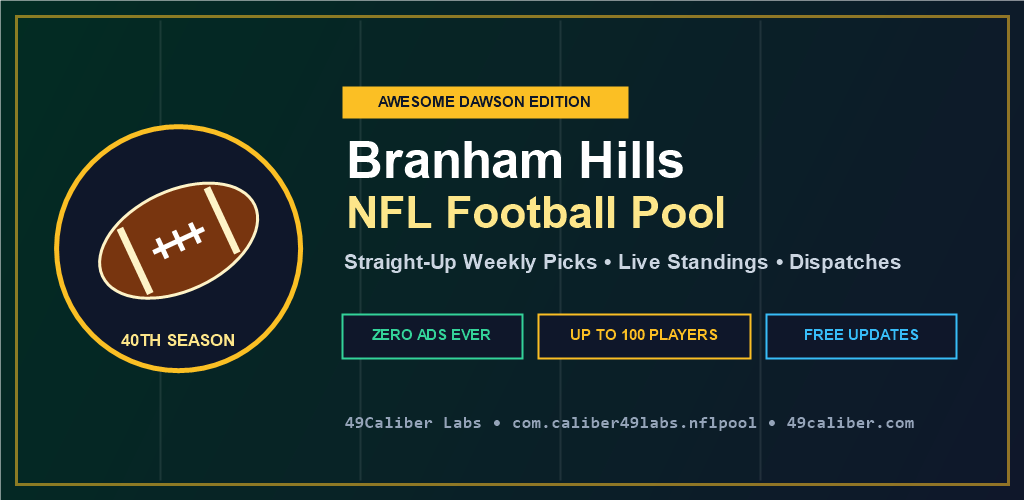 AWESOME DAWSON EDITION
Branham Hills
NFL Football Pool
Straight-Up Weekly Picks • Live Standings • Dispatches
40TH SEASON
ZERO ADS EVER
UP TO 100 PLAYERS
FREE UPDATES
49Caliber Labs • com.caliber49labs.nflpool • 49caliber.com